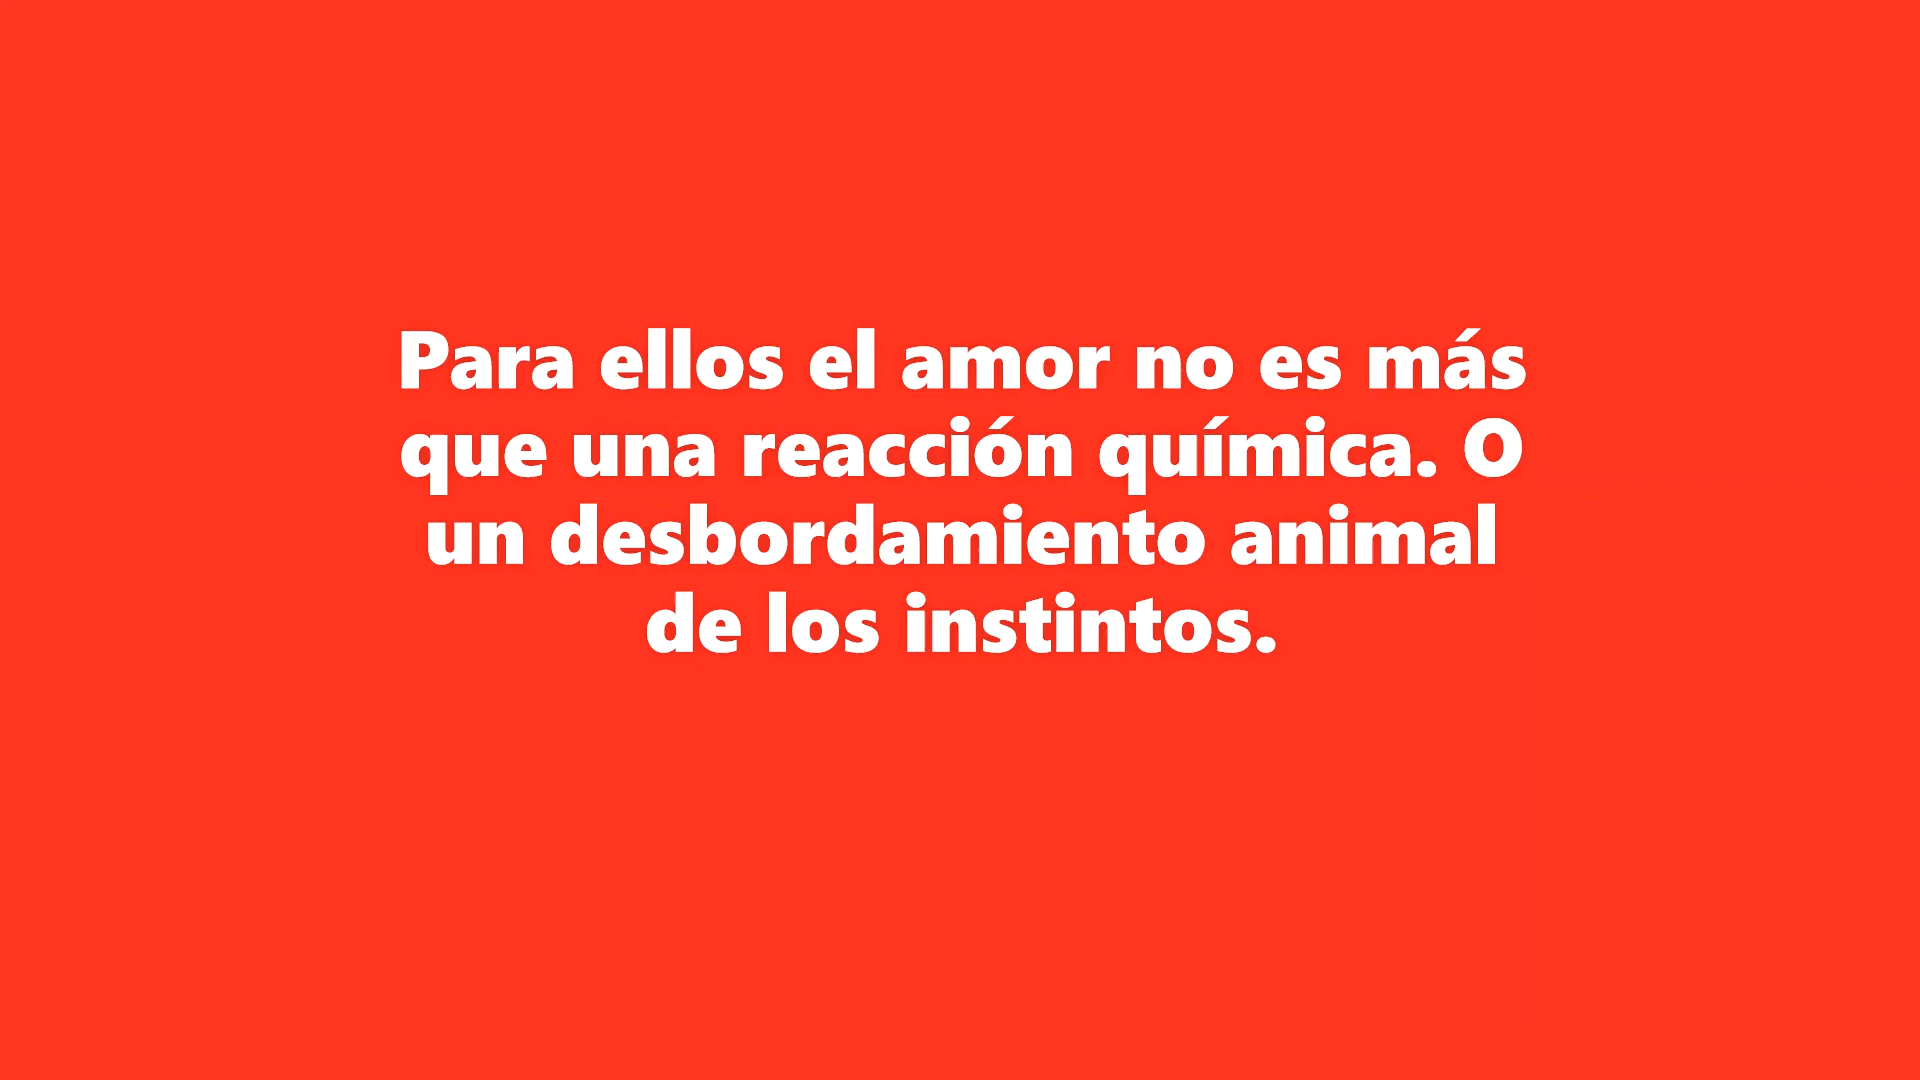 Para ellos el amor no es más
que una reacción química. O
un desbordamiento animal
de los instintos.